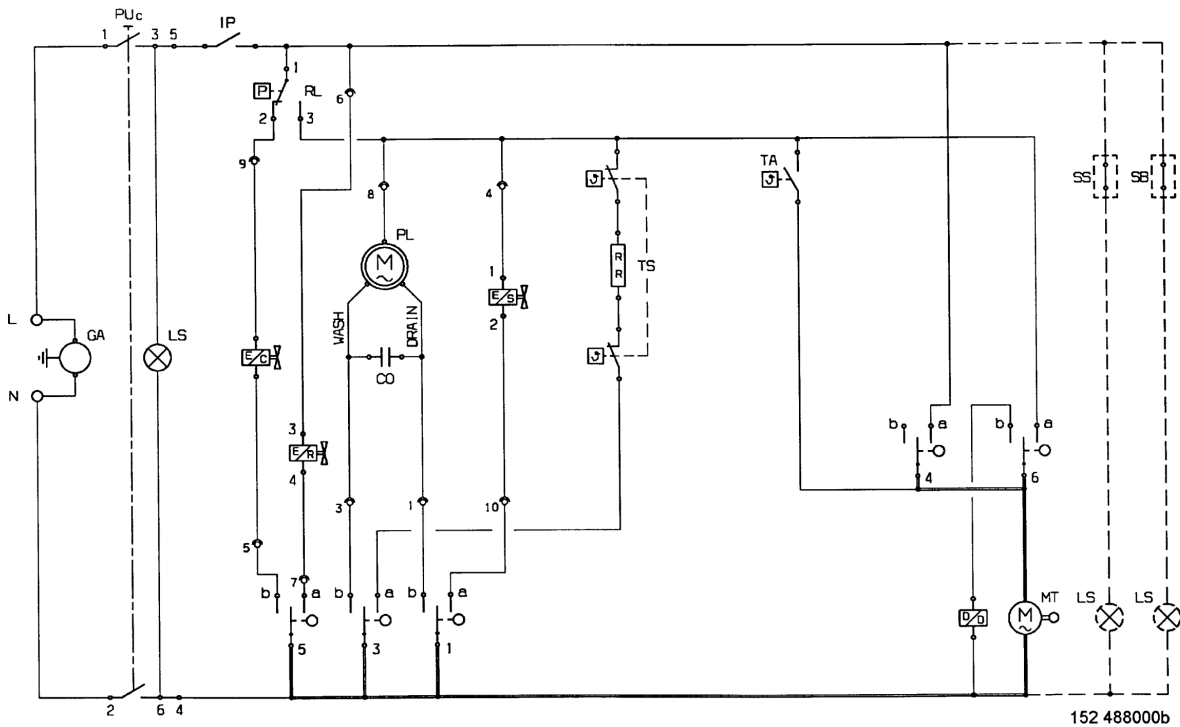 PUc
1 3 5 IP
1
P RL
2 3
6
9
8
4
TA
SS SB
PL
M
~
R
R
TS
1
E/S
2
L
GA
LS
N
WASH
DRAIN
E/C
CO
3
E/R
4
b a b a
4 6
3 1 10
5
7
b a b a b a
5 3 1
D/D
M
~
MT
LS LS
2 6 4
152 488000b